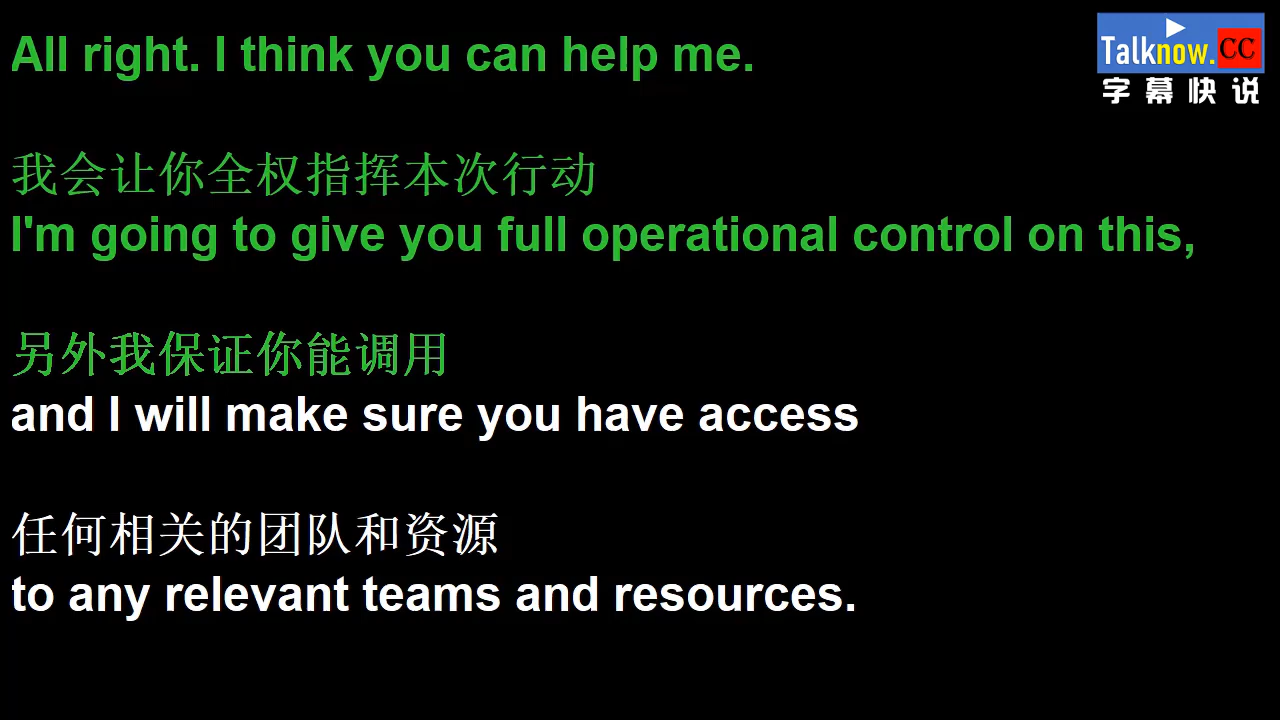 All right. I think you can help me.
Talknow.CC
字幕快说
我会让你全权指挥本次行动
I'm going to give you full operational control on this,
另外我保证你能调用
and I will make sure you have access
任何相关的团队和资源
to any relevant teams and resources.